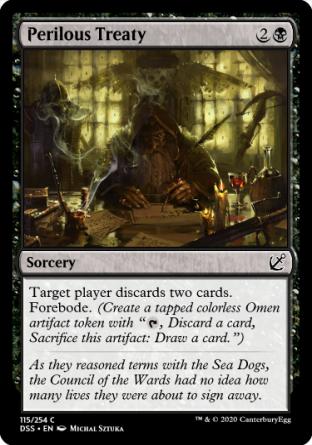 Perilous Treaty 2
Sorcery
Target player discards two cards.
Forebode. (Create a tapped colorless Omen
artifact token with “, Discard a card,
Sacrifice this artifact: Draw a card.”)
As they reasoned terms with the Sea Dogs,
the Council of the Wards had no idea how
many lives they were about to sign away.
115/254 C
DSS • EN Michal Sztuka
™ & © 2020 CanterburyEgg